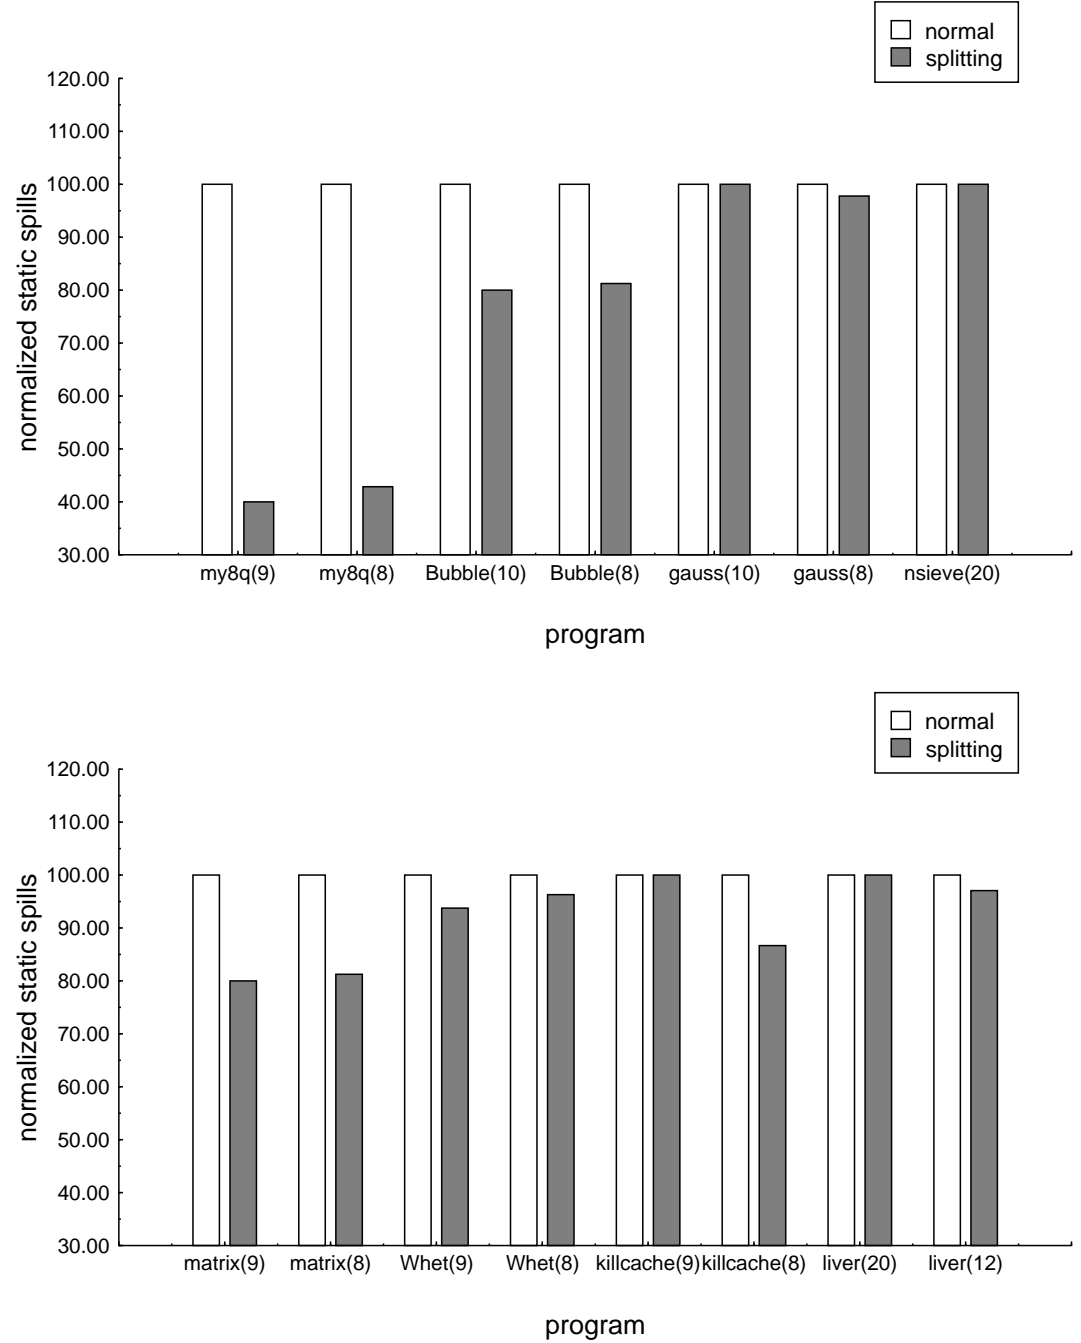 normal
splitting
120.00
110.00
100.00
90.00
80.00
70.00
60.00
50.00
40.00
30.00
normalized static spills
my8q(9) my8q(8) Bubble(10) Bubble(8) gauss(10) gauss(8) nsieve(20)
program
normal
splitting
120.00
110.00
100.00
90.00
80.00
70.00
60.00
50.00
40.00
30.00
normalized static spills
matrix(9) matrix(8) Whet(9) Whet(8) killcache(9) killcache(8) liver(20) liver(12)
program